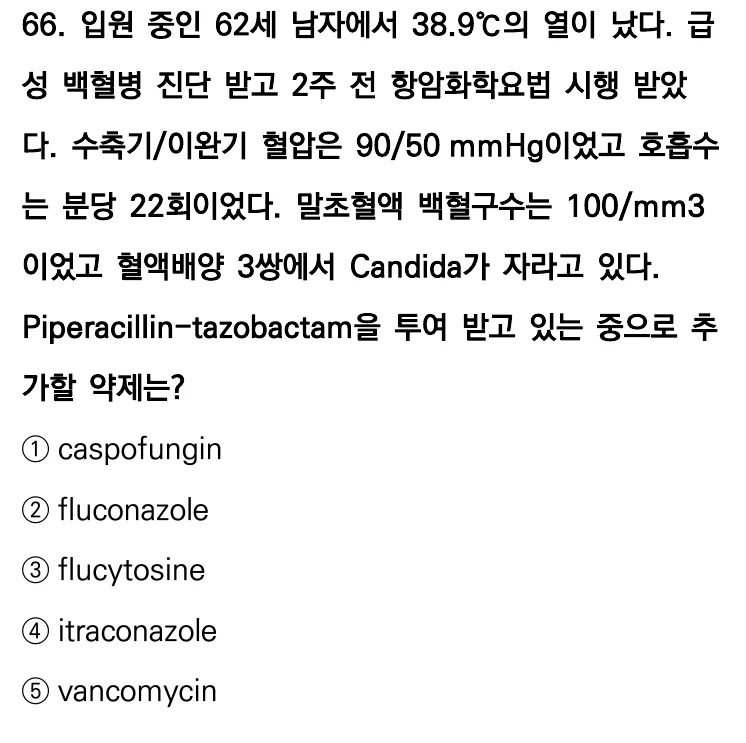 66. 입원 중인 62세 남자에서 38.9℃의 열이 났다. 급
성 백혈병 진단 받고 2주 전 항암화학요법 시행 받았
다. 수축기/이완기 혈압은 90/50 mmHg이었고 호흡수
는 분당 22회이었다. 말초혈액 백혈구수는 100/mm3
이었고 혈액배양 3쌍에서 Candida가 자라고 있다.
Piperacillin-tazobactam을 투여 받고 있는 중으로 추
가할 약제는?
① caspofungin
② fluconazole
③ flucytosine
④ itraconazole
⑤ vancomycin